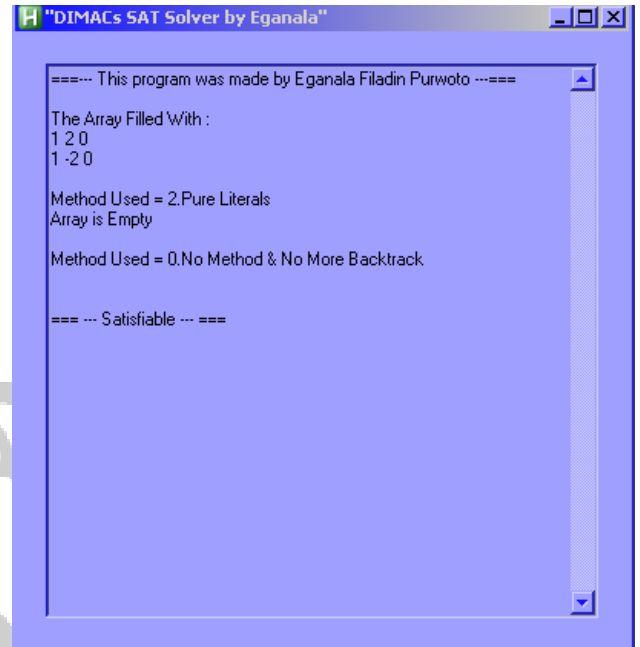 H "DIMACs SAT Solver by Eganala"
===--- This program was made by Eganala Filadin Purwoto ---===
The Array Filled With :
1 2 0
1 -2 0
Method Used = 2.Pure Literals
Array is Empty
Method Used = 0.No Method & No More Backtrack
=== --- Satisfiable --- ===